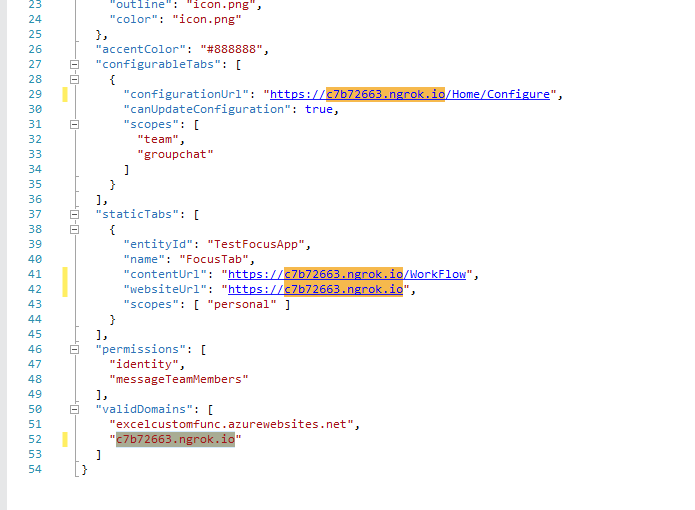 23 "outline": "icon.png",
24 "color": "icon.png"
25 },
26 "accentColor": "#888888",
27 "configurableTabs": [
28 {
29 "configurationUrl": "https://c7b72663.ngrok.io/Home/Configure",
30 "canUpdateConfiguration": true,
31 "scopes": [
32 "team",
33 "groupchat"
34 ]
35 }
36 ],
37 "staticTabs": [
38 {
39 "entityId": "TestFocusApp",
40 "name": "FocusTab",
41 "contentUrl": "https://c7b72663.ngrok.io/WorkFlow",
42 "websiteUrl": "https://c7b72663.ngrok.io",
43 "scopes": [ "personal" ]
44 }
45 ],
46 "permissions": [
47 "identity",
48 "messageTeamMembers"
49 ],
50 "validDomains": [
51 "excelcustomfunc.azurewebsites.net",
52 "c7b72663.ngrok.io"
53 ]
54 }